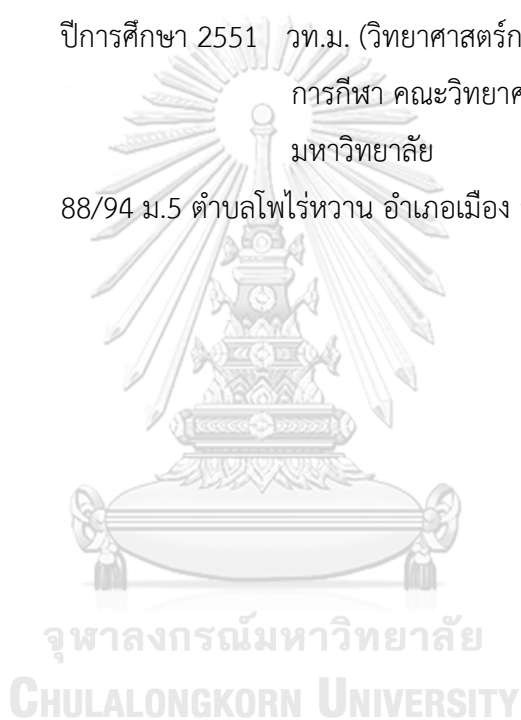 ปีการศึกษา 2551 วท.ม. (วิทยาศาสตร์ก
การกีฬา คณะวิทยาศ
มหาวิทยาลัย
88/94 ม.5 ตำบลโพไร่หวาน อำเภอเมือง
จุฬาลงกรณ์มหาวิทยาลัย
CHULALONGKORN UNIVERSITY